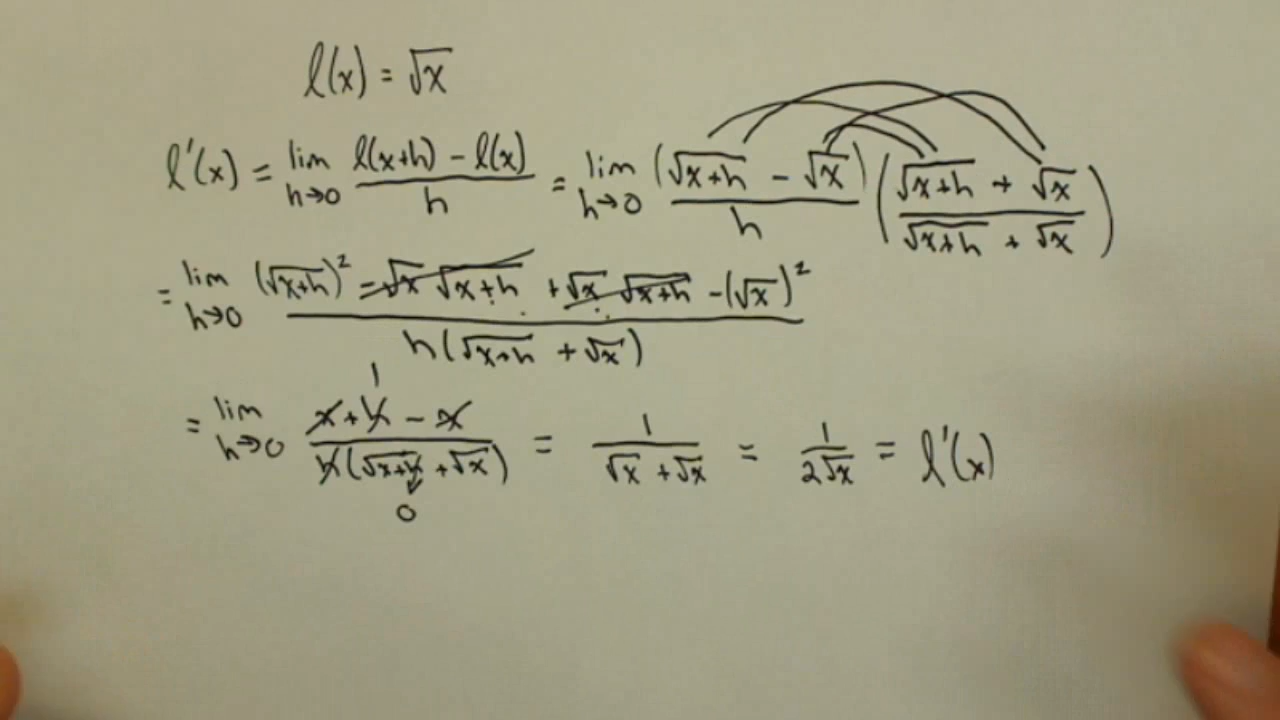 l(x) = √x
l'(x) = lim h→0 (l(x+h) − l(x))/h = lim h→0 (√(x+h) − √x)/h ((√(x+h) + √x)/(√(x+h) + √x))
= lim h→0 ((√(x+h))² − √x √(x+h) + √x √(x+h) − (√x)²)/(h(√(x+h) + √x))
1
= lim h→0 (x + h − x)/(h(√(x+h) + √x)) = 1/(√x + √x) = 1/(2√x) = l'(x)
0